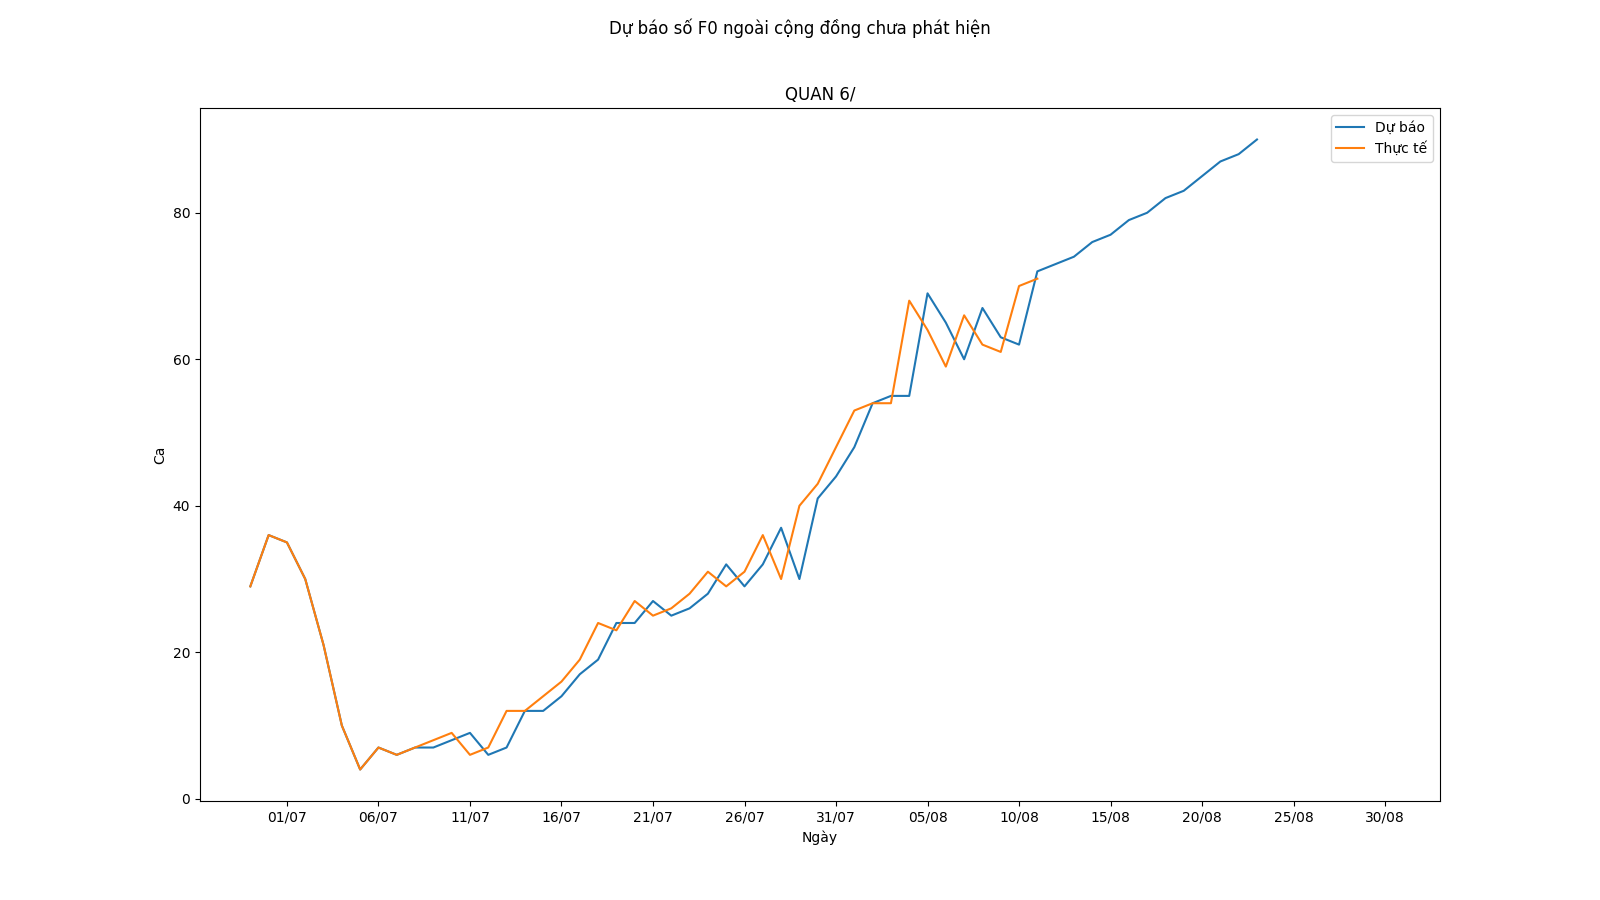 Dự báo số F0 ngoài cộng đồng chưa phát hiện
QUAN 6/
Dự báo
Thực tế
80
60
40
20
0
Ca
01/07 06/07 11/07 16/07 21/07 26/07 31/07 05/08 10/08 15/08 20/08 25/08 30/08
Ngày